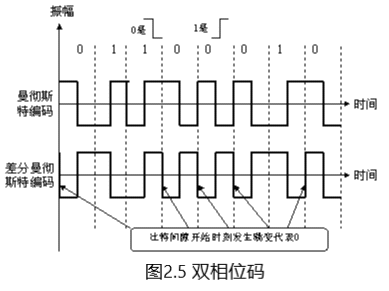 振幅
0毫
1毫
0 1 1 0 0 0 1 0
曼彻斯
特编码
时间
差分曼彻
斯特编码
时间
比特间隙开始时刻发生跳变代表0
图2.5 双相位码